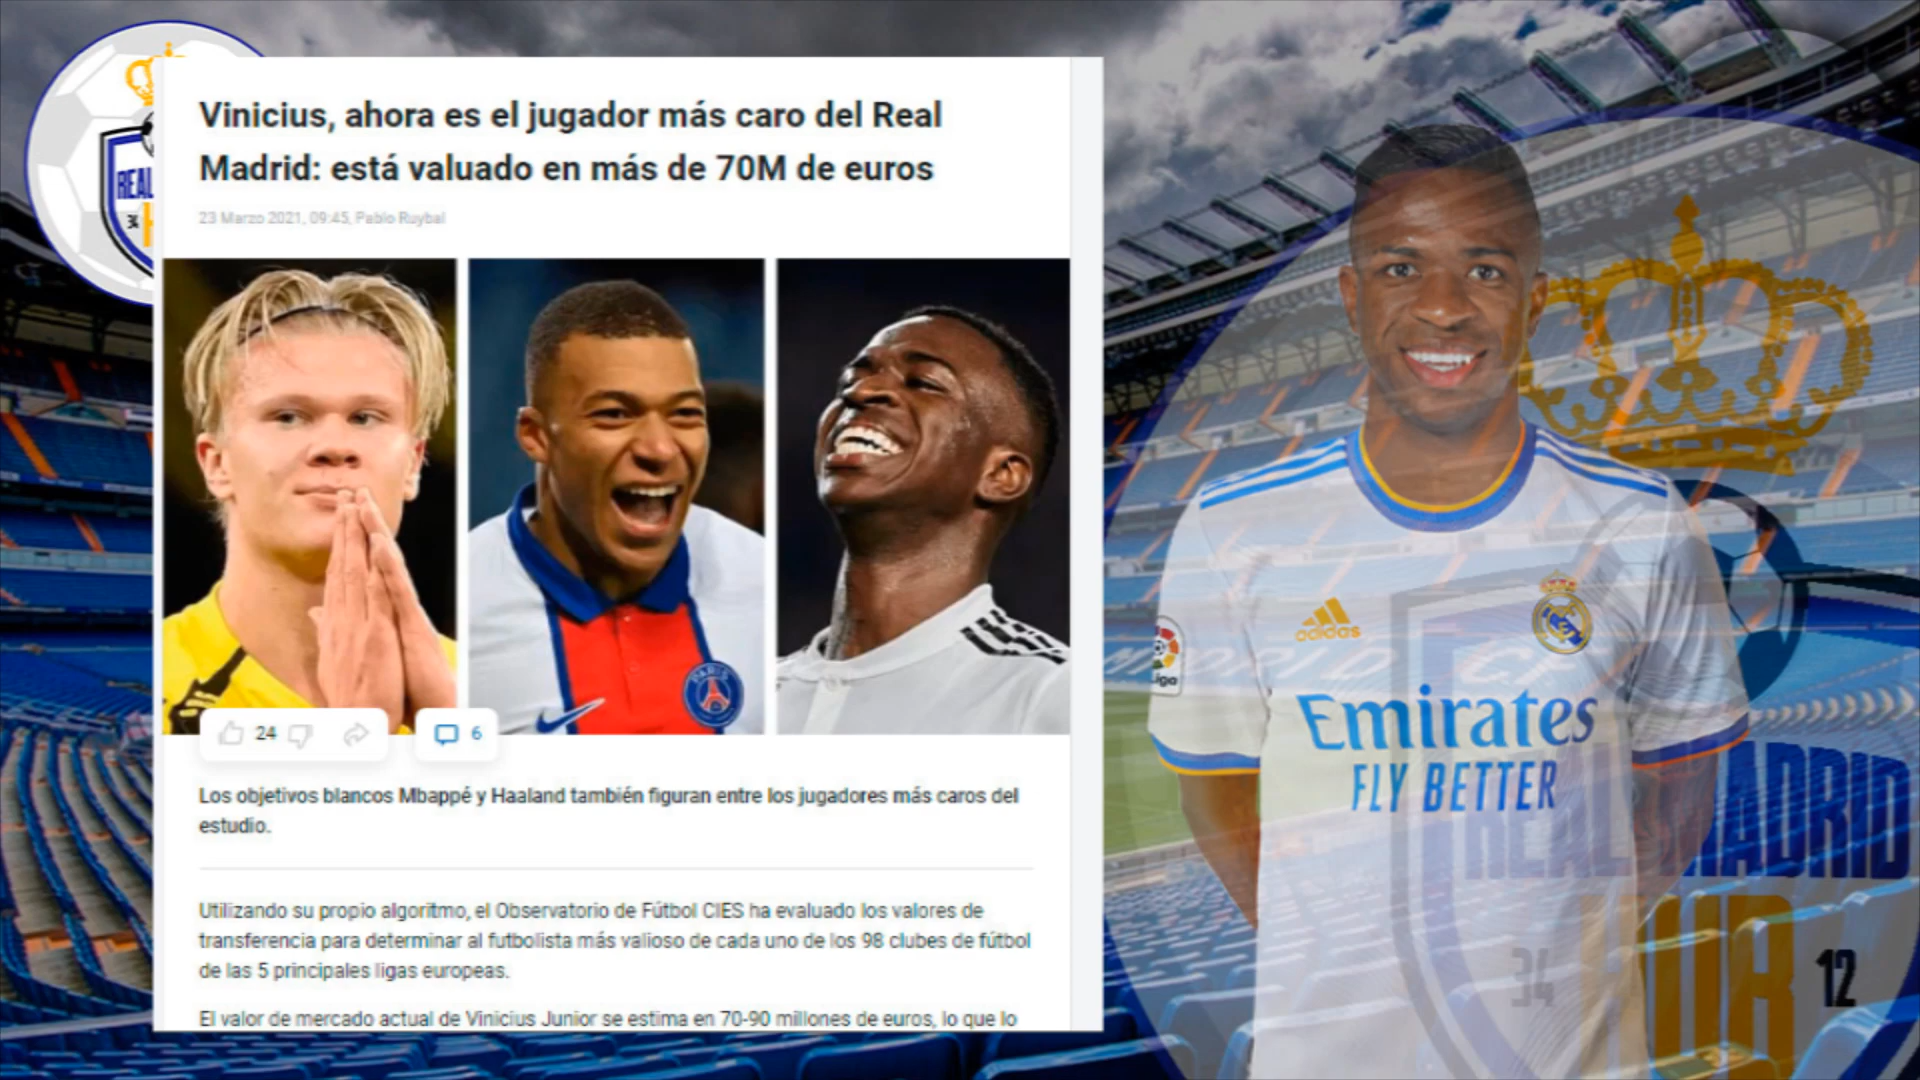 Vinicius, ahora es el jugador más caro del Real
Madrid: está valuado en más de 70M de euros
23 Marzo 2021, 09:45, Pablo Ruybal
REAL
34
PARIS
24
6
Los objetivos blancos Mbappé y Haaland también figuran entre los jugadores más caros del
estudio.
Utilizando su propio algoritmo, el Observatorio de Fútbol CIES ha evaluado los valores de
transferencia para determinar al futbolista más valioso de cada uno de los 98 clubes de fútbol
de las 5 principales ligas europeas.
El valor de mercado actual de Vinicius Junior se estima en 70-90 millones de euros, lo que lo
adidas
MADRID C.F.
Liga
Emirates
FLY BETTER
REAL MADRID
34 HUB 12